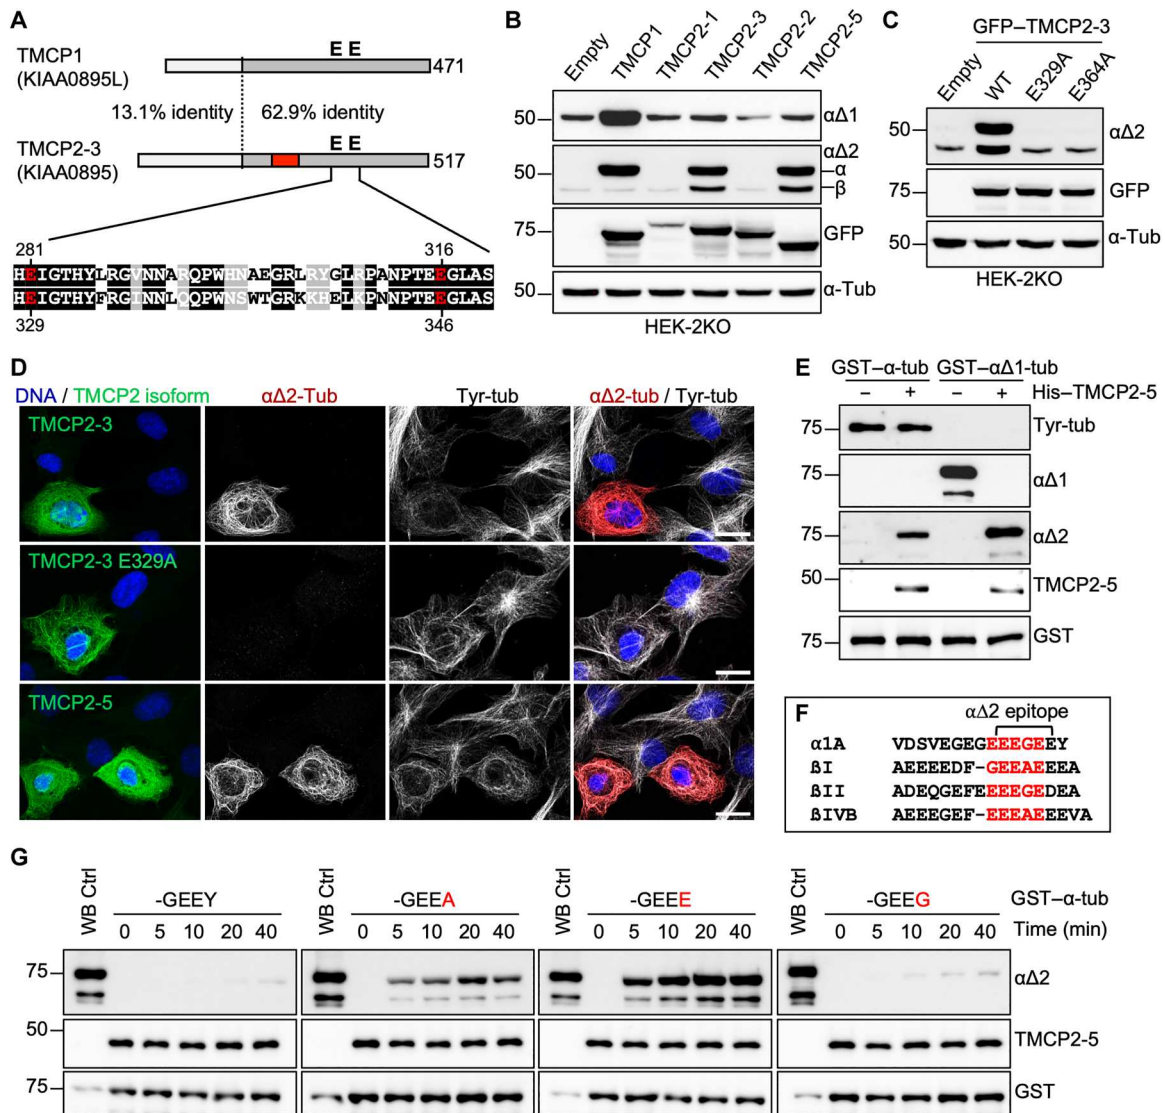 A
E E
TMCP1
(KIAA0895L)
471
13.1% identity 62.9% identity
E E
TMCP2-3
(KIAA0895)
517
281 316
HEIGTHYLRGVNNARQPWHNAEGRLRYGLRPANPTEEGLAS
HEIGTHYFRGINNLQQPWNSWTGRKKHELKPNNPTEEGLAS
329 346
B
Empty TMCP1 TMCP2-1 TMCP2-3 TMCP2-2 TMCP2-5
50 αΔ1
αΔ2
50 α
β
75 GFP
50 α-Tub
HEK-2KO
C
GFP–TMCP2-3
Empty WT E329A E364A
50 αΔ2
75 GFP
50 α-Tub
HEK-2KO
D
DNA / TMCP2 isoform αΔ2-Tub Tyr-tub αΔ2-tub / Tyr-tub
TMCP2-3
TMCP2-3 E329A
TMCP2-5
E
GST–α-tub GST–αΔ1-tub
– + – + His–TMCP2-5
75 Tyr-tub
75 αΔ1
75 αΔ2
50 TMCP2-5
75 GST
F
αΔ2 epitope
α1A VDSVEGEGEEEGEEY
ßI AEEEEDF-GEEAEEEA
ßII ADEQGEFEEEEGEDEA
ßIVB AEEEGEF-EEEAEEEVA
G
WB Ctrl -GEEY WB Ctrl -GEEA WB Ctrl -GEEE WB Ctrl -GEEG GST–α-tub
0 5 10 20 40 0 5 10 20 40 0 5 10 20 40 0 5 10 20 40 Time (min)
75 αΔ2
50 TMCP2-5
75 GST